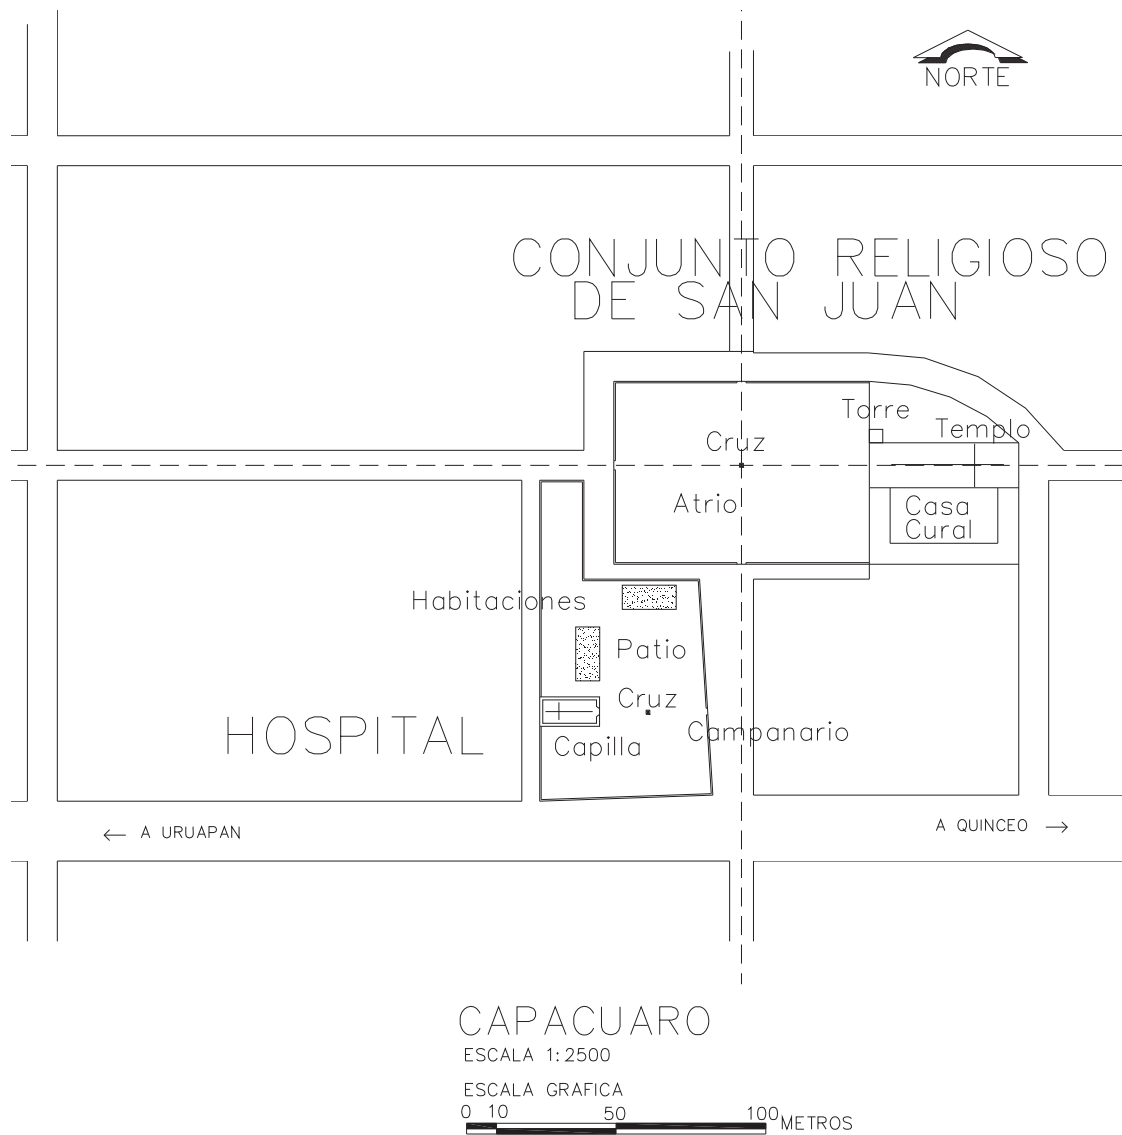 NORTE
CONJUNTO RELIGIOSO
DE SAN JUAN
Torre
Templo
Cruz
Atrio
Casa
Cural
Habitaciones
Patio
Cruz
HOSPITAL
Campanario
Capilla
A URUAPAN
A QUINCEO
CAPACUARO
ESCALA 1:2500
ESCALA GRAFICA
0 10 50 100 METROS